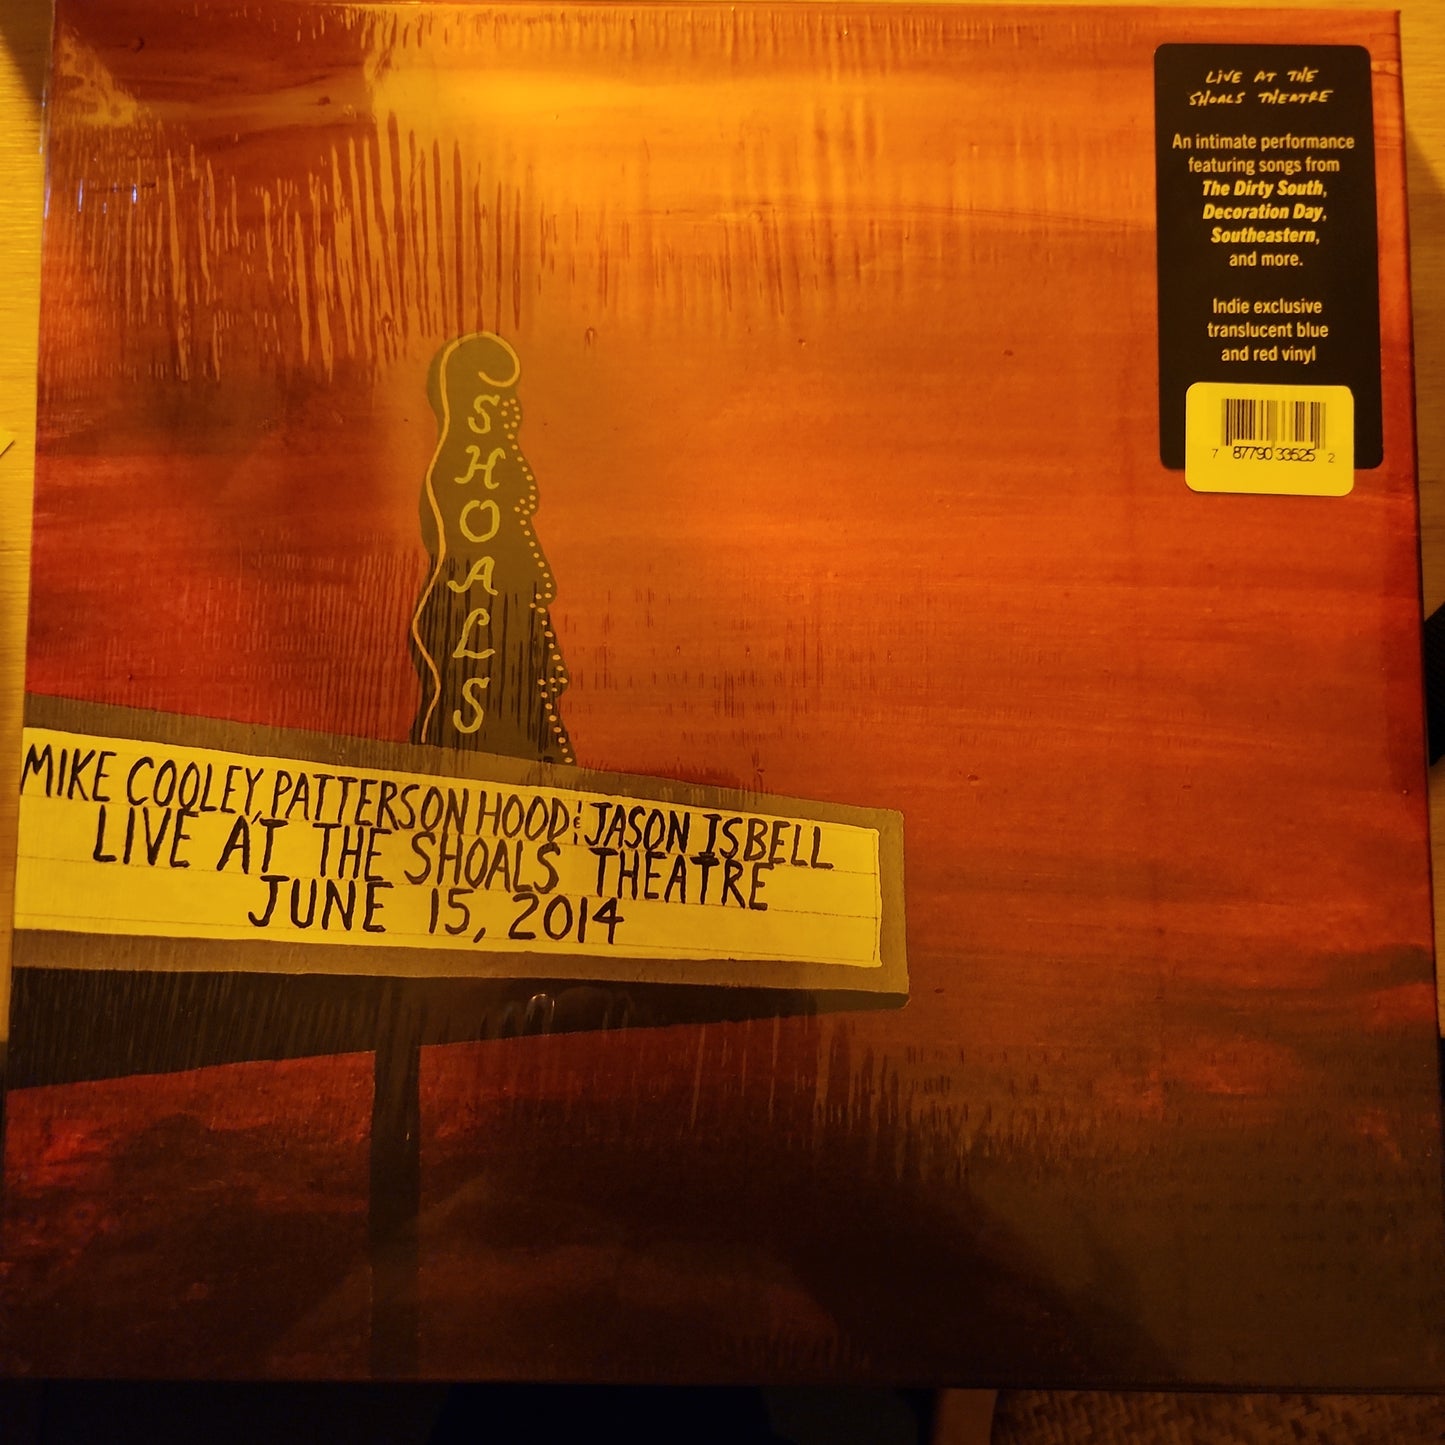 LIVE AT THE
SHOALS THEATRE
An intimate performance
featuring songs from
The Dirty South,
Decoration Day,
Southeastern,
and more.
Indie exclusive
translucent blue
and red vinyl
7 87790 33525 2
SHOALS
MIKE COOLEY, PATTERSON HOOD & JASON ISBELL
LIVE AT THE SHOALS THEATRE
JUNE 15, 2014